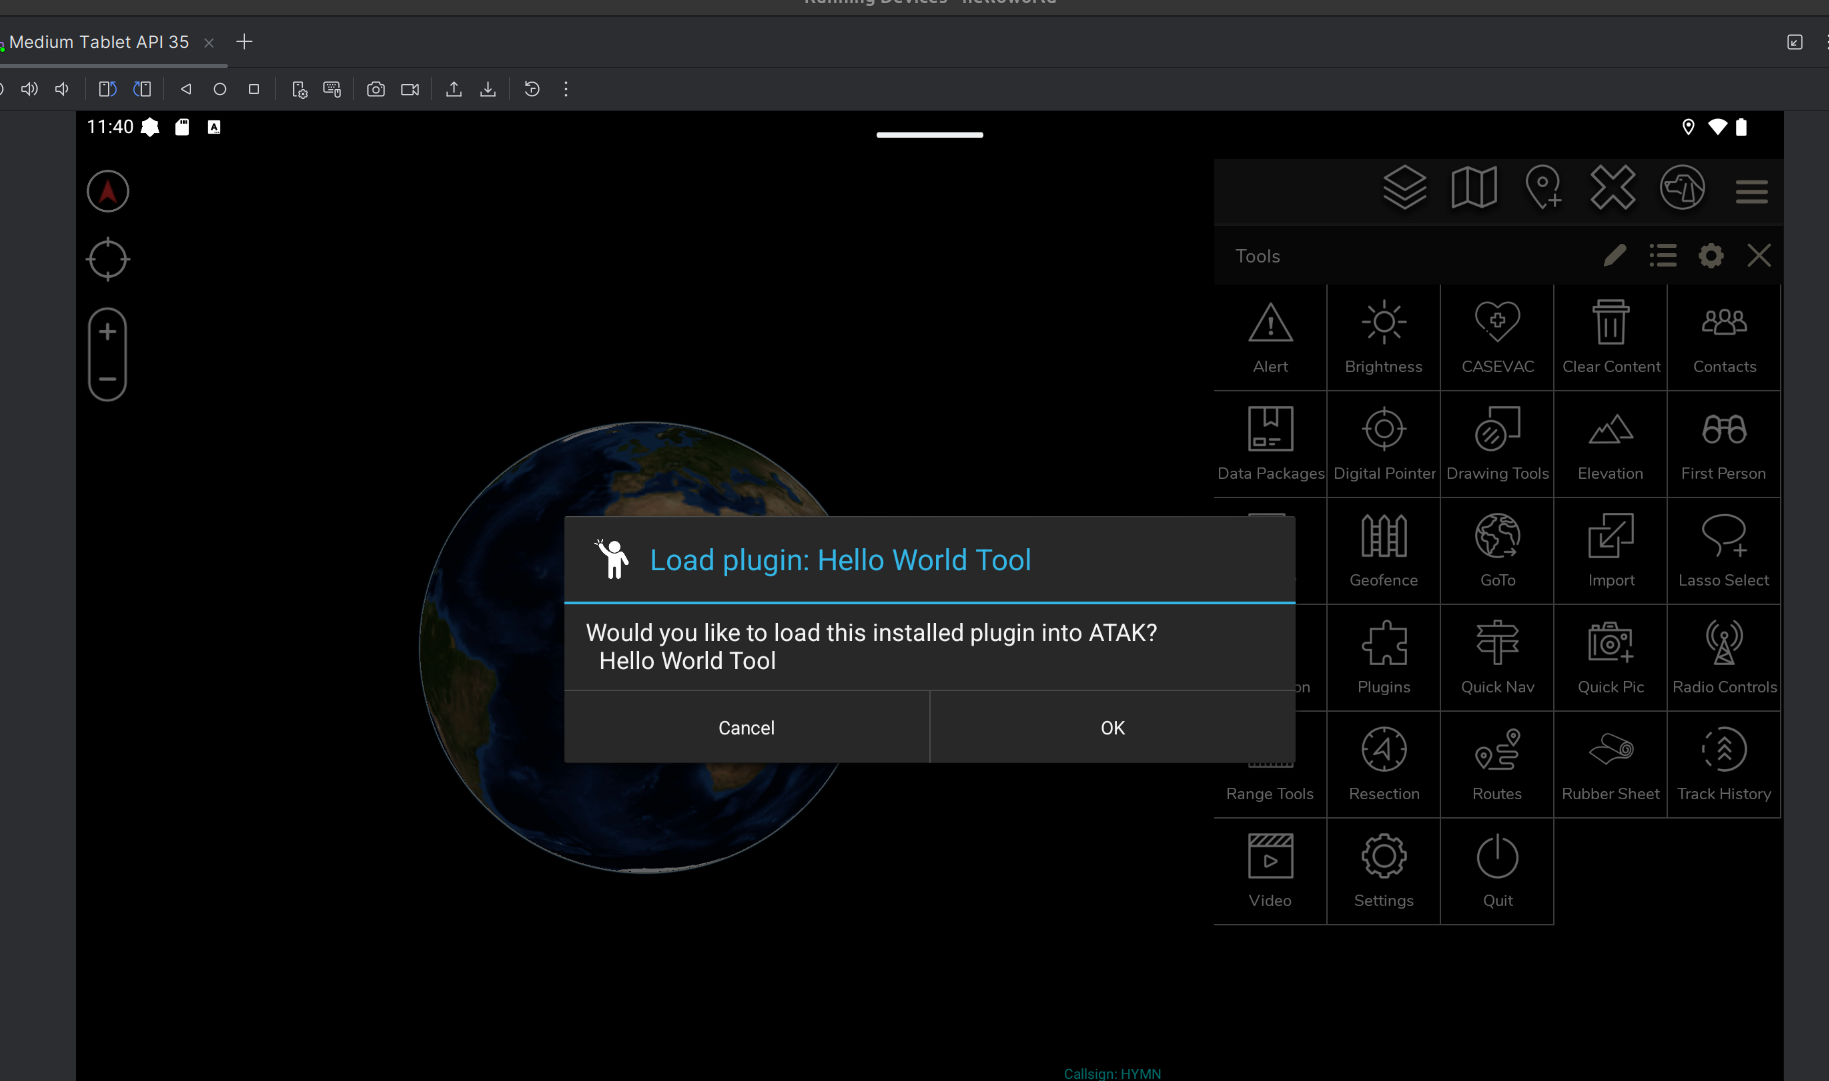 Running Devices - helloworld
Medium Tablet API 35
11:40
A
Tools
Alert
Brightness
CASEVAC
Clear Content
Contacts
Data Packages
Digital Pointer
Drawing Tools
Elevation
First Person
Geofence
GoTo
Import
Lasso Select
Load plugin: Hello World Tool
Would you like to load this installed plugin into ATAK?
Hello World Tool
Cancel
OK
on
Plugins
Quick Nav
Quick Pic
Radio Controls
Range Tools
Resection
Routes
Rubber Sheet
Track History
Video
Settings
Quit
Callsign: HYMN